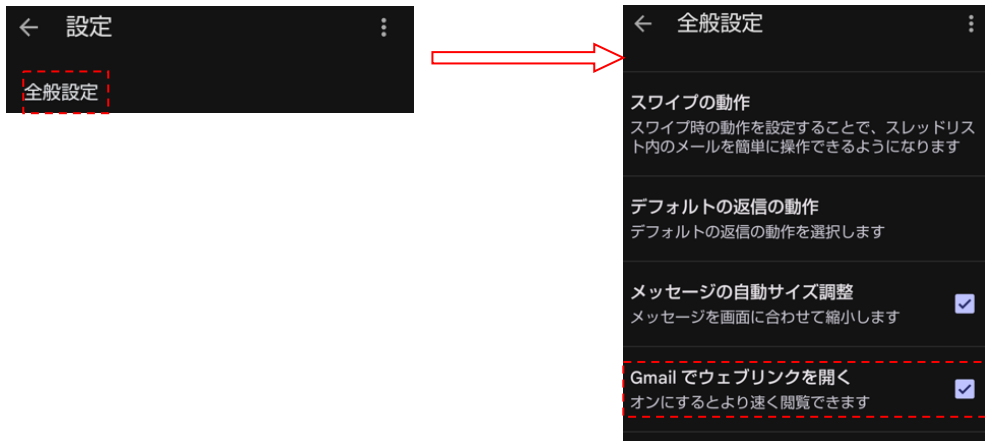 設定
全般設定
全般設定
スワイプの動作
スワイプ時の動作を設定することで、スレッドリス
ト内のメールを簡単に操作できるようになります
デフォルトの返信の動作
デフォルトの返信の動作を選択します
メッセージの自動サイズ調整
メッセージを画面に合わせて縮小します
Gmail でウェブリンクを開く
オンにするとより速く閲覧できます